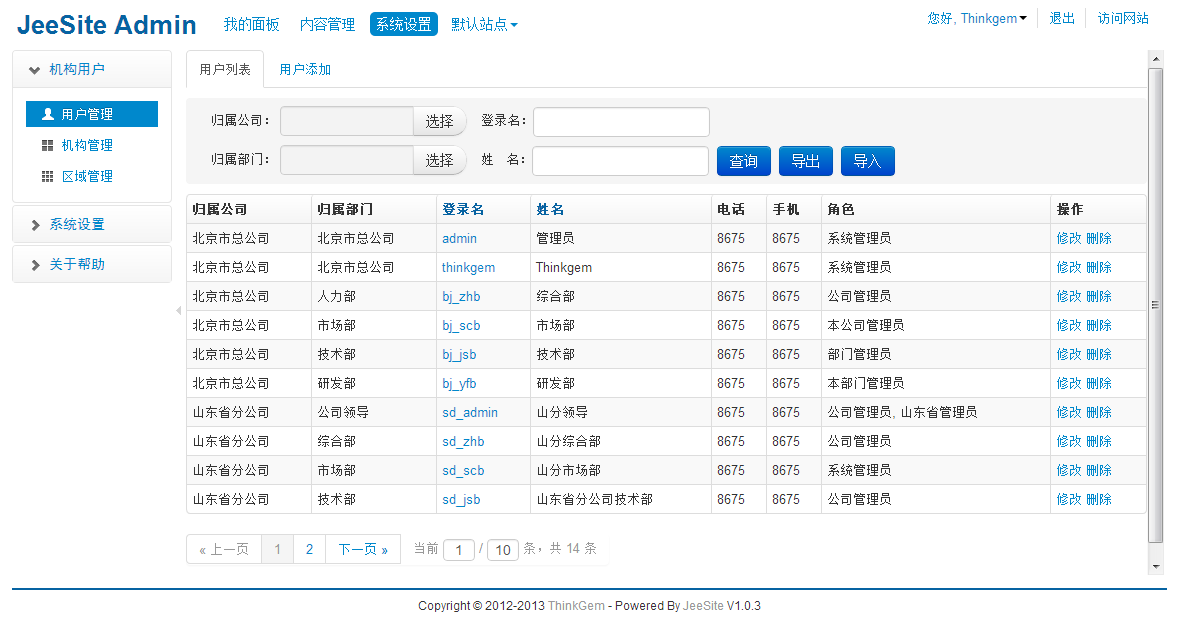 JeeSite Admin 我的面板 内容管理 系统设置 默认站点 您好, Thinkgem 退出 访问网站
机构用户
用户管理
机构管理
区域管理
系统设置
关于帮助
用户列表 用户添加
归属公司: 选择 登录名:
归属部门: 选择 姓 名: 查询 导出 导入
归属公司 归属部门 登录名 姓名 电话 手机 角色 操作
北京市总公司 北京市总公司 admin 管理员 8675 8675 系统管理员 修改 删除
北京市总公司 北京市总公司 thinkgem Thinkgem 8675 8675 系统管理员 修改 删除
北京市总公司 人力部 bj_zhb 综合部 8675 8675 公司管理员 修改 删除
北京市总公司 市场部 bj_scb 市场部 8675 8675 本公司管理员 修改 删除
北京市总公司 技术部 bj_jsb 技术部 8675 8675 部门管理员 修改 删除
北京市总公司 研发部 bj_yfb 研发部 8675 8675 本部门管理员 修改 删除
山东省分公司 公司领导 sd_admin 山分领导 8675 8675 公司管理员, 山东省管理员 修改 删除
山东省分公司 综合部 sd_zhb 山分综合部 8675 8675 公司管理员 修改 删除
山东省分公司 市场部 sd_scb 山分市场部 8675 8675 系统管理员 修改 删除
山东省分公司 技术部 sd_jsb 山东省分公司技术部 8675 8675 公司管理员 修改 删除
« 上一页 1 2 下一页 » 当前 1 / 10 条，共 14 条
Copyright © 2012-2013 ThinkGem - Powered By JeeSite V1.0.3